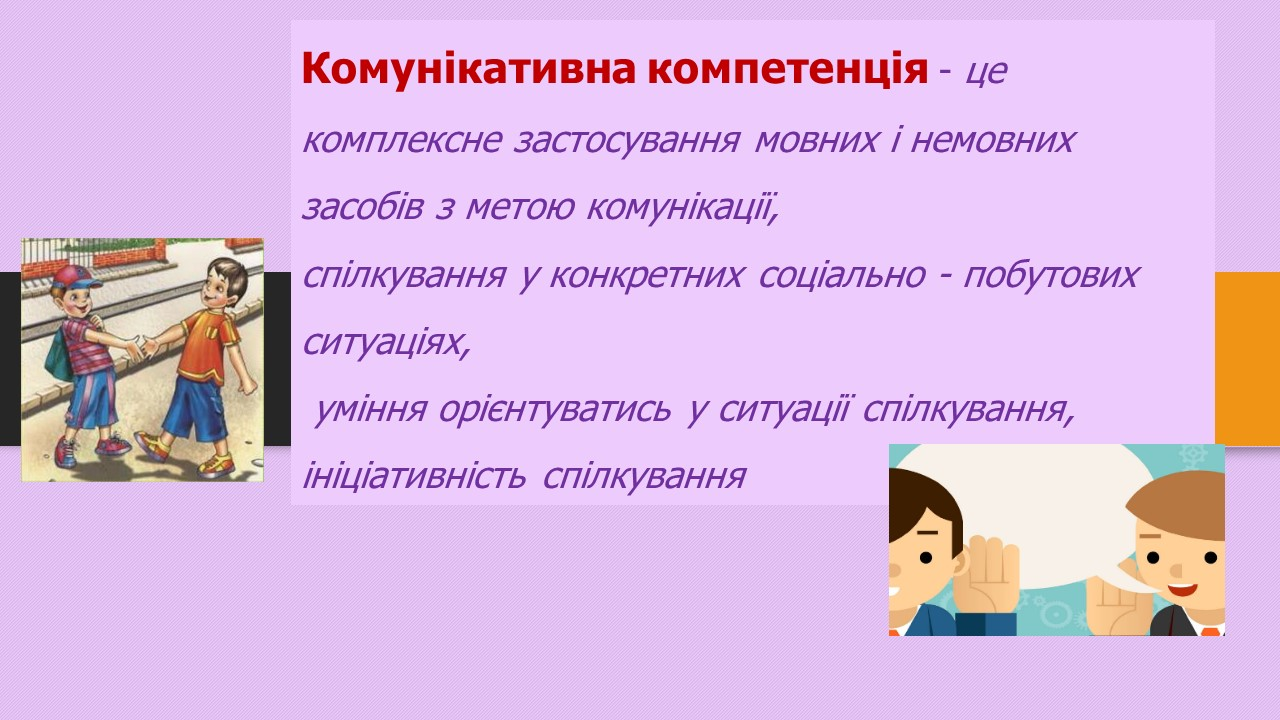 Комунікативна компетенція - це
комплексне застосування мовних і немовних
засобів з метою комунікації,
спілкування у конкретних соціально - побутових
ситуаціях,
уміння орієнтуватись у ситуації спілкування,
ініціативність спілкування